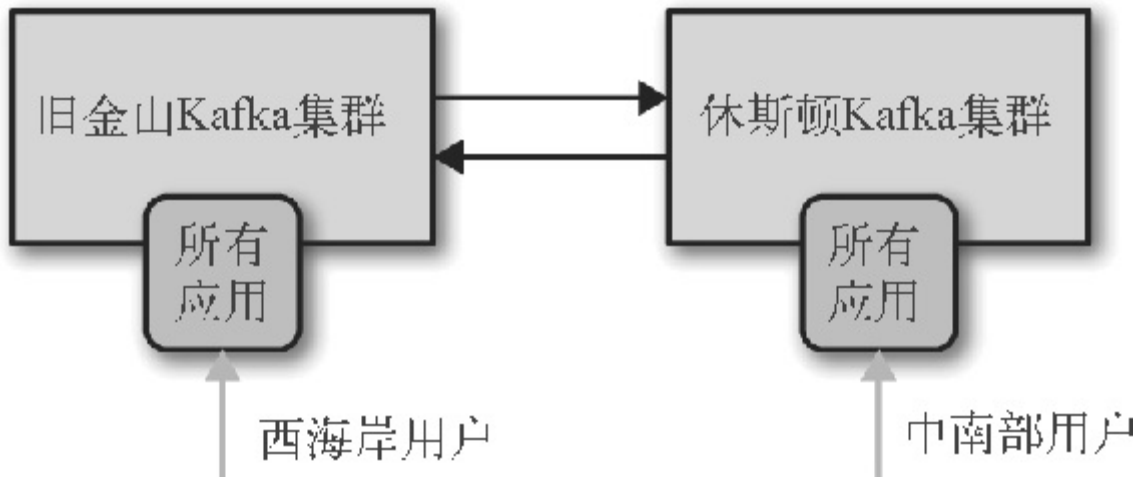 旧金山Kafka集群
休斯顿Kafka集群
所有
应用
所有
应用
西海岸用户
中南部用户